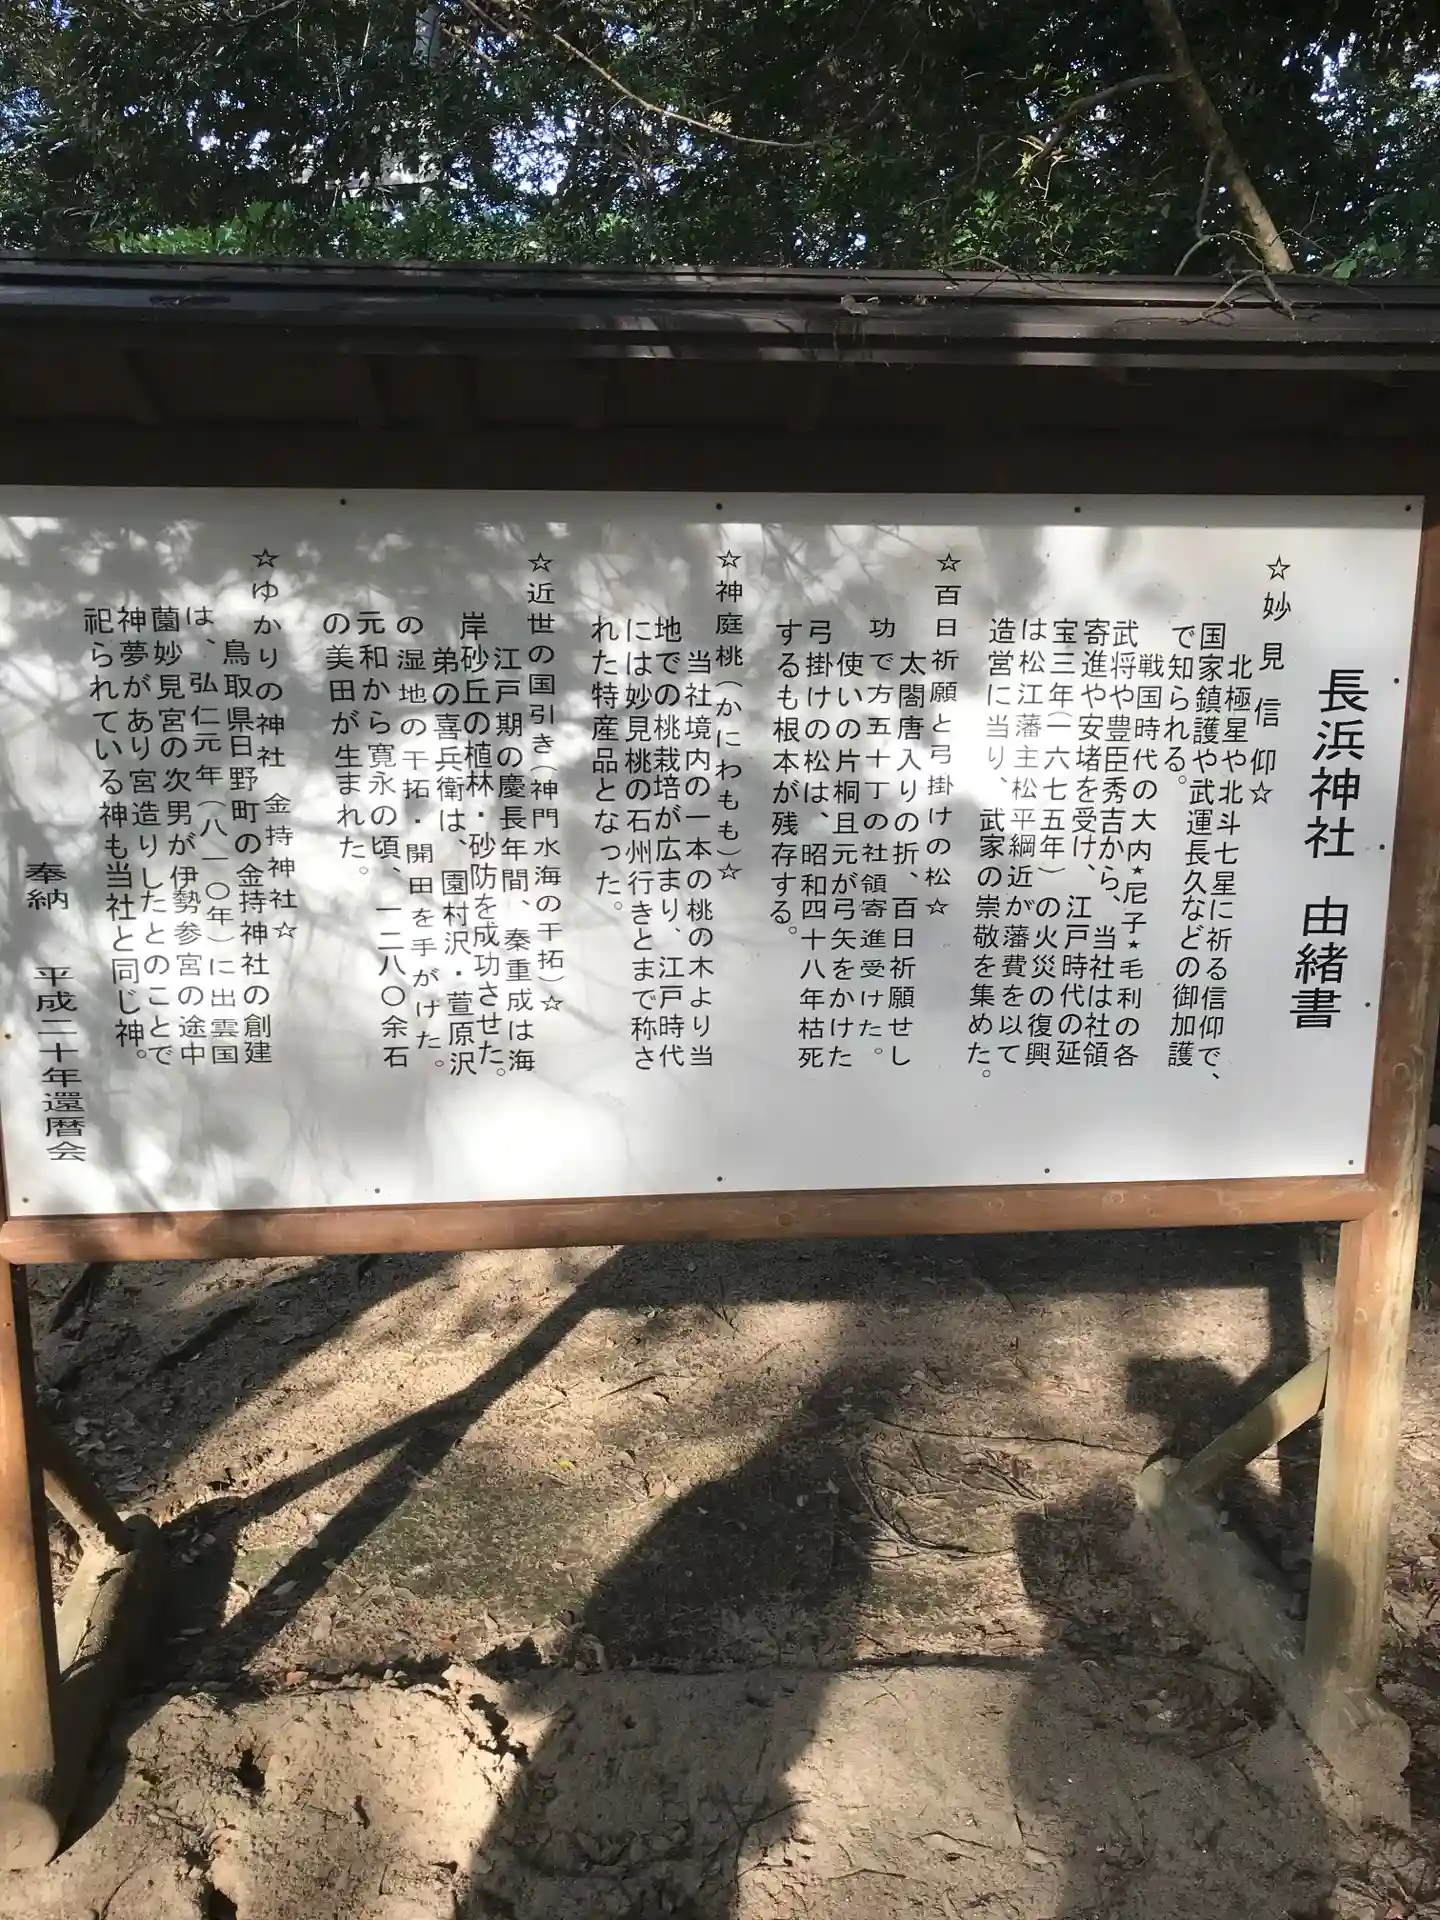 長浜神社 由緒書
☆妙見信仰☆
北極星や北斗七星に祈る信仰で、
国家鎮護や武運長久などの御加護
で知られる。
戦国時代の大内★尼子★毛利の各
武将や豊臣秀吉から、当社は社領
寄進や安堵を受け、江戸時代の延
宝三年(一六七五年)の火災の復興
は松江藩主松平綱近が藩費を以て
造営に当り、武家の崇敬を集めた。
☆百日祈願と弓掛けの松☆
太閤唐入りの折、百日祈願せし
功で方五十丁の社領寄進受けた。
使いの片桐且元が弓矢をかけた
弓掛けの松は、昭和四十八年枯死
するも根本が残存する。
☆神庭桃(かにわもも)☆
当社境内の一本の桃の木より当
地での桃栽培が広まり、江戸時代
には妙見桃の石州行きとまで称さ
れた特産品となった。
☆近世の国引き(神門水海の干拓)☆
江戸期の慶長年間、秦重成は海
岸砂丘の植林・砂防を成功させた。
弟の喜兵衛は、園村沢・萱原沢
の湿地の干拓・開田を手がけた。
元和から寛永の頃、一二八〇余石
の美田が生まれた。
☆ゆかりの神社 金持神社☆
鳥取県日野町の金持神社の創建
は、弘仁元年(八一〇年)に出雲国
薗妙見宮の次男が伊勢参宮の途中
神夢があり宮造りしたとのことで
祀られている神も当社と同じ神。
奉納 平成二十年還暦会